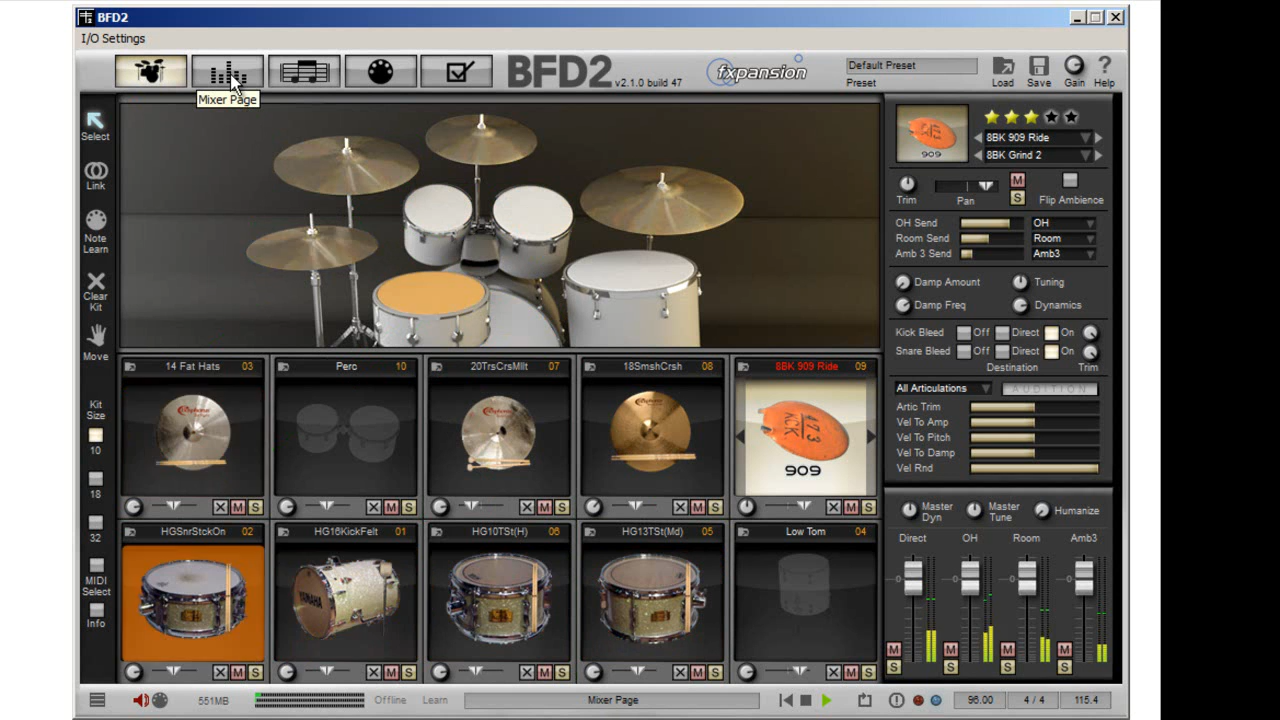 BFD2
I/O Settings
BFD2
v2.1.0 build 47
fxpansion
Default Preset
Preset
Load
Save
Gain
Help
Mixer Page
Select
Link
Note
Learn
Clear
Kit
Move
Kit
Size
10
18
32
MIDI
Select
Info
909
8BK 909 Ride
8BK Grind 2
Trim
Pan
M
S
Flip Ambience
OH Send
OH
Room Send
Room
Amb 3 Send
Amb3
Damp Amount
Tuning
Damp Freq
Dynamics
Kick Bleed
Off
Direct
On
Snare Bleed
Off
Direct
On
Destination
Trim
All Articulations
AUDITION
Artic Trim
Vel To Amp
Vel To Pitch
Vel To Damp
Vel Rnd
14 Fat Hats 03
Perc 10
20TrsCrsMllt 07
18SmshCrsh 08
8BK 909 Ride 09
909
X M S
X M S
X M S
X M S
X M S
HGSnrStckOn 02
HG16KickFelt 01
HG10TSt(H) 06
HG13TSt(Md) 05
Low Tom 04
YAMAHA
X M S
X M S
X M S
X M S
X M S
Master
Dyn
Master
Tune
Humanize
Direct
OH
Room
Amb3
0
0
0
0
M
S
M
S
M
S
M
S
551MB
Offline
Learn
Mixer Page
96.00
4 / 4
115.4